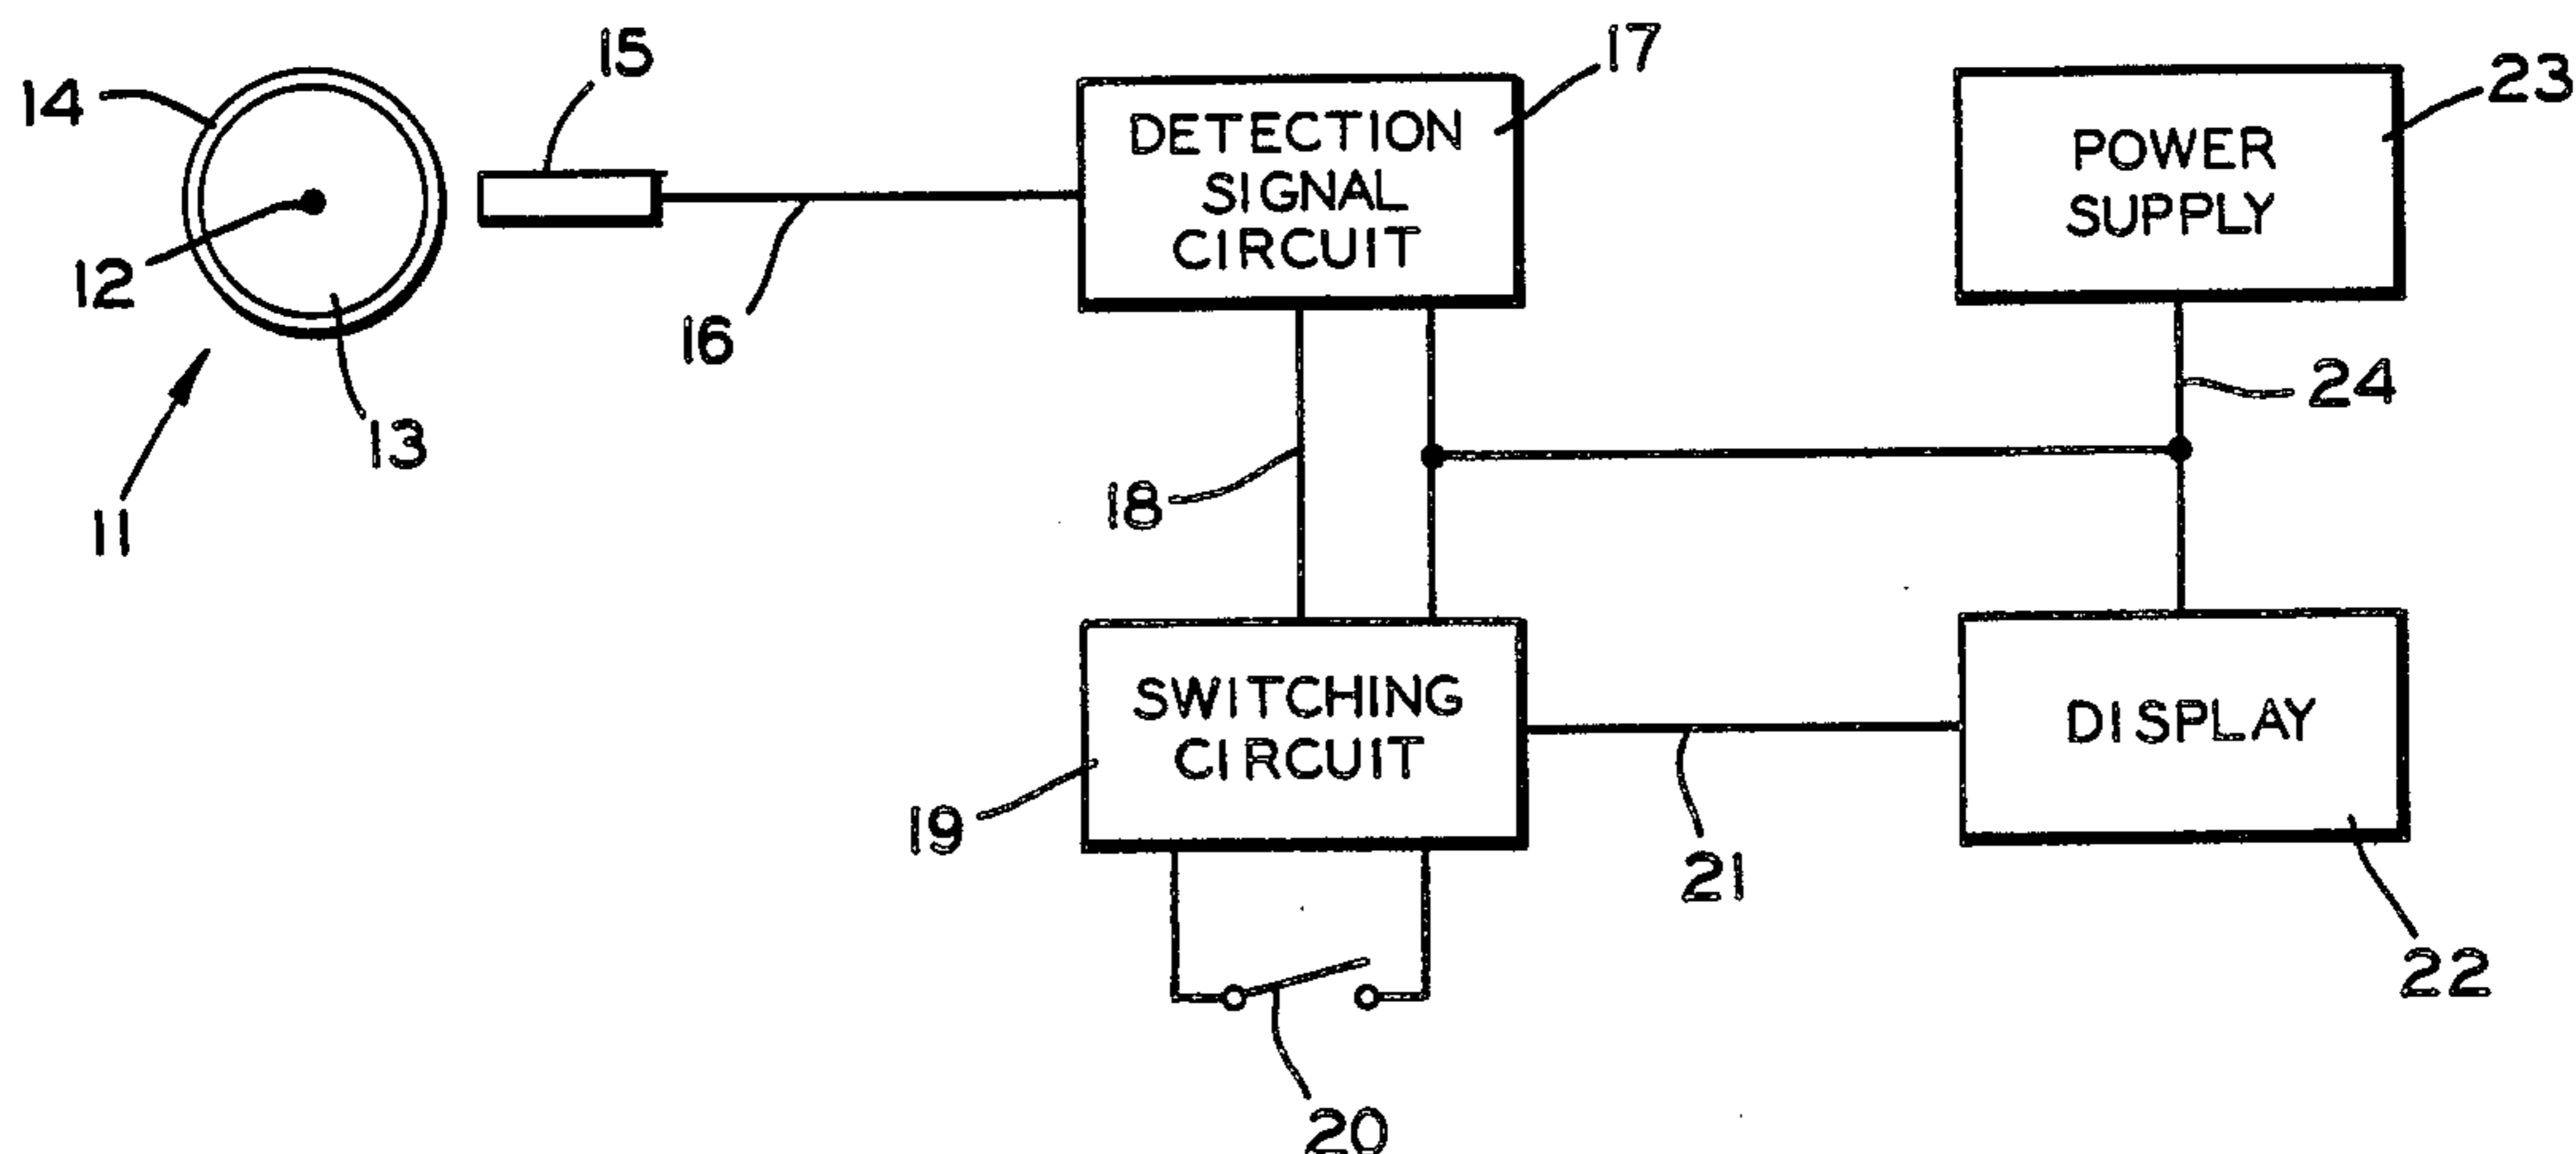 14
15
17
23
DETECTION
SIGNAL
CIRCUIT
POWER
SUPPLY
12
16
13
24
11
18
SWITCHING
CIRCUIT
DISPLAY
19
21
22
20